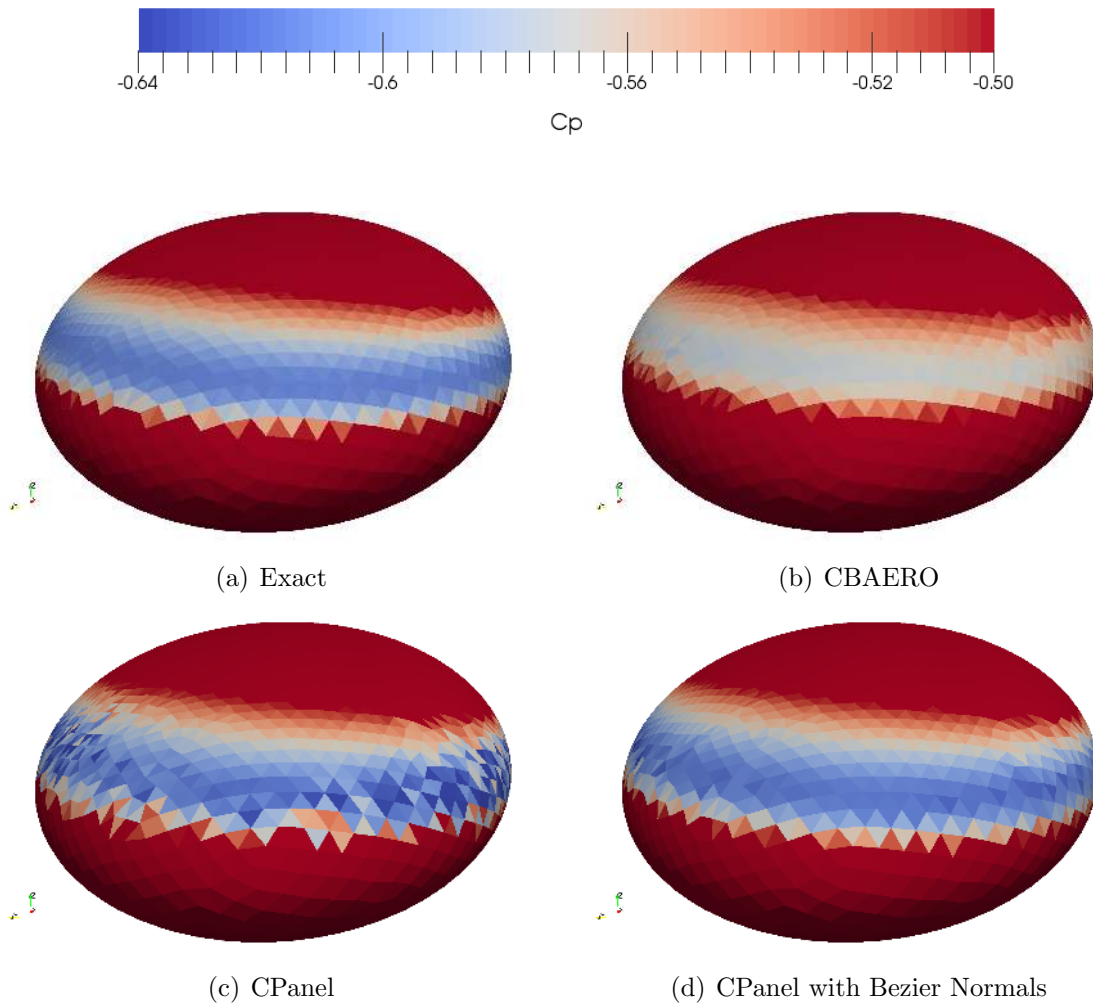 -0.64 -0.6 -0.56 -0.52 -0.50
Cp
(a) Exact
(b) CBAERO
(c) CPanel
(d) CPanel with Bezier Normals